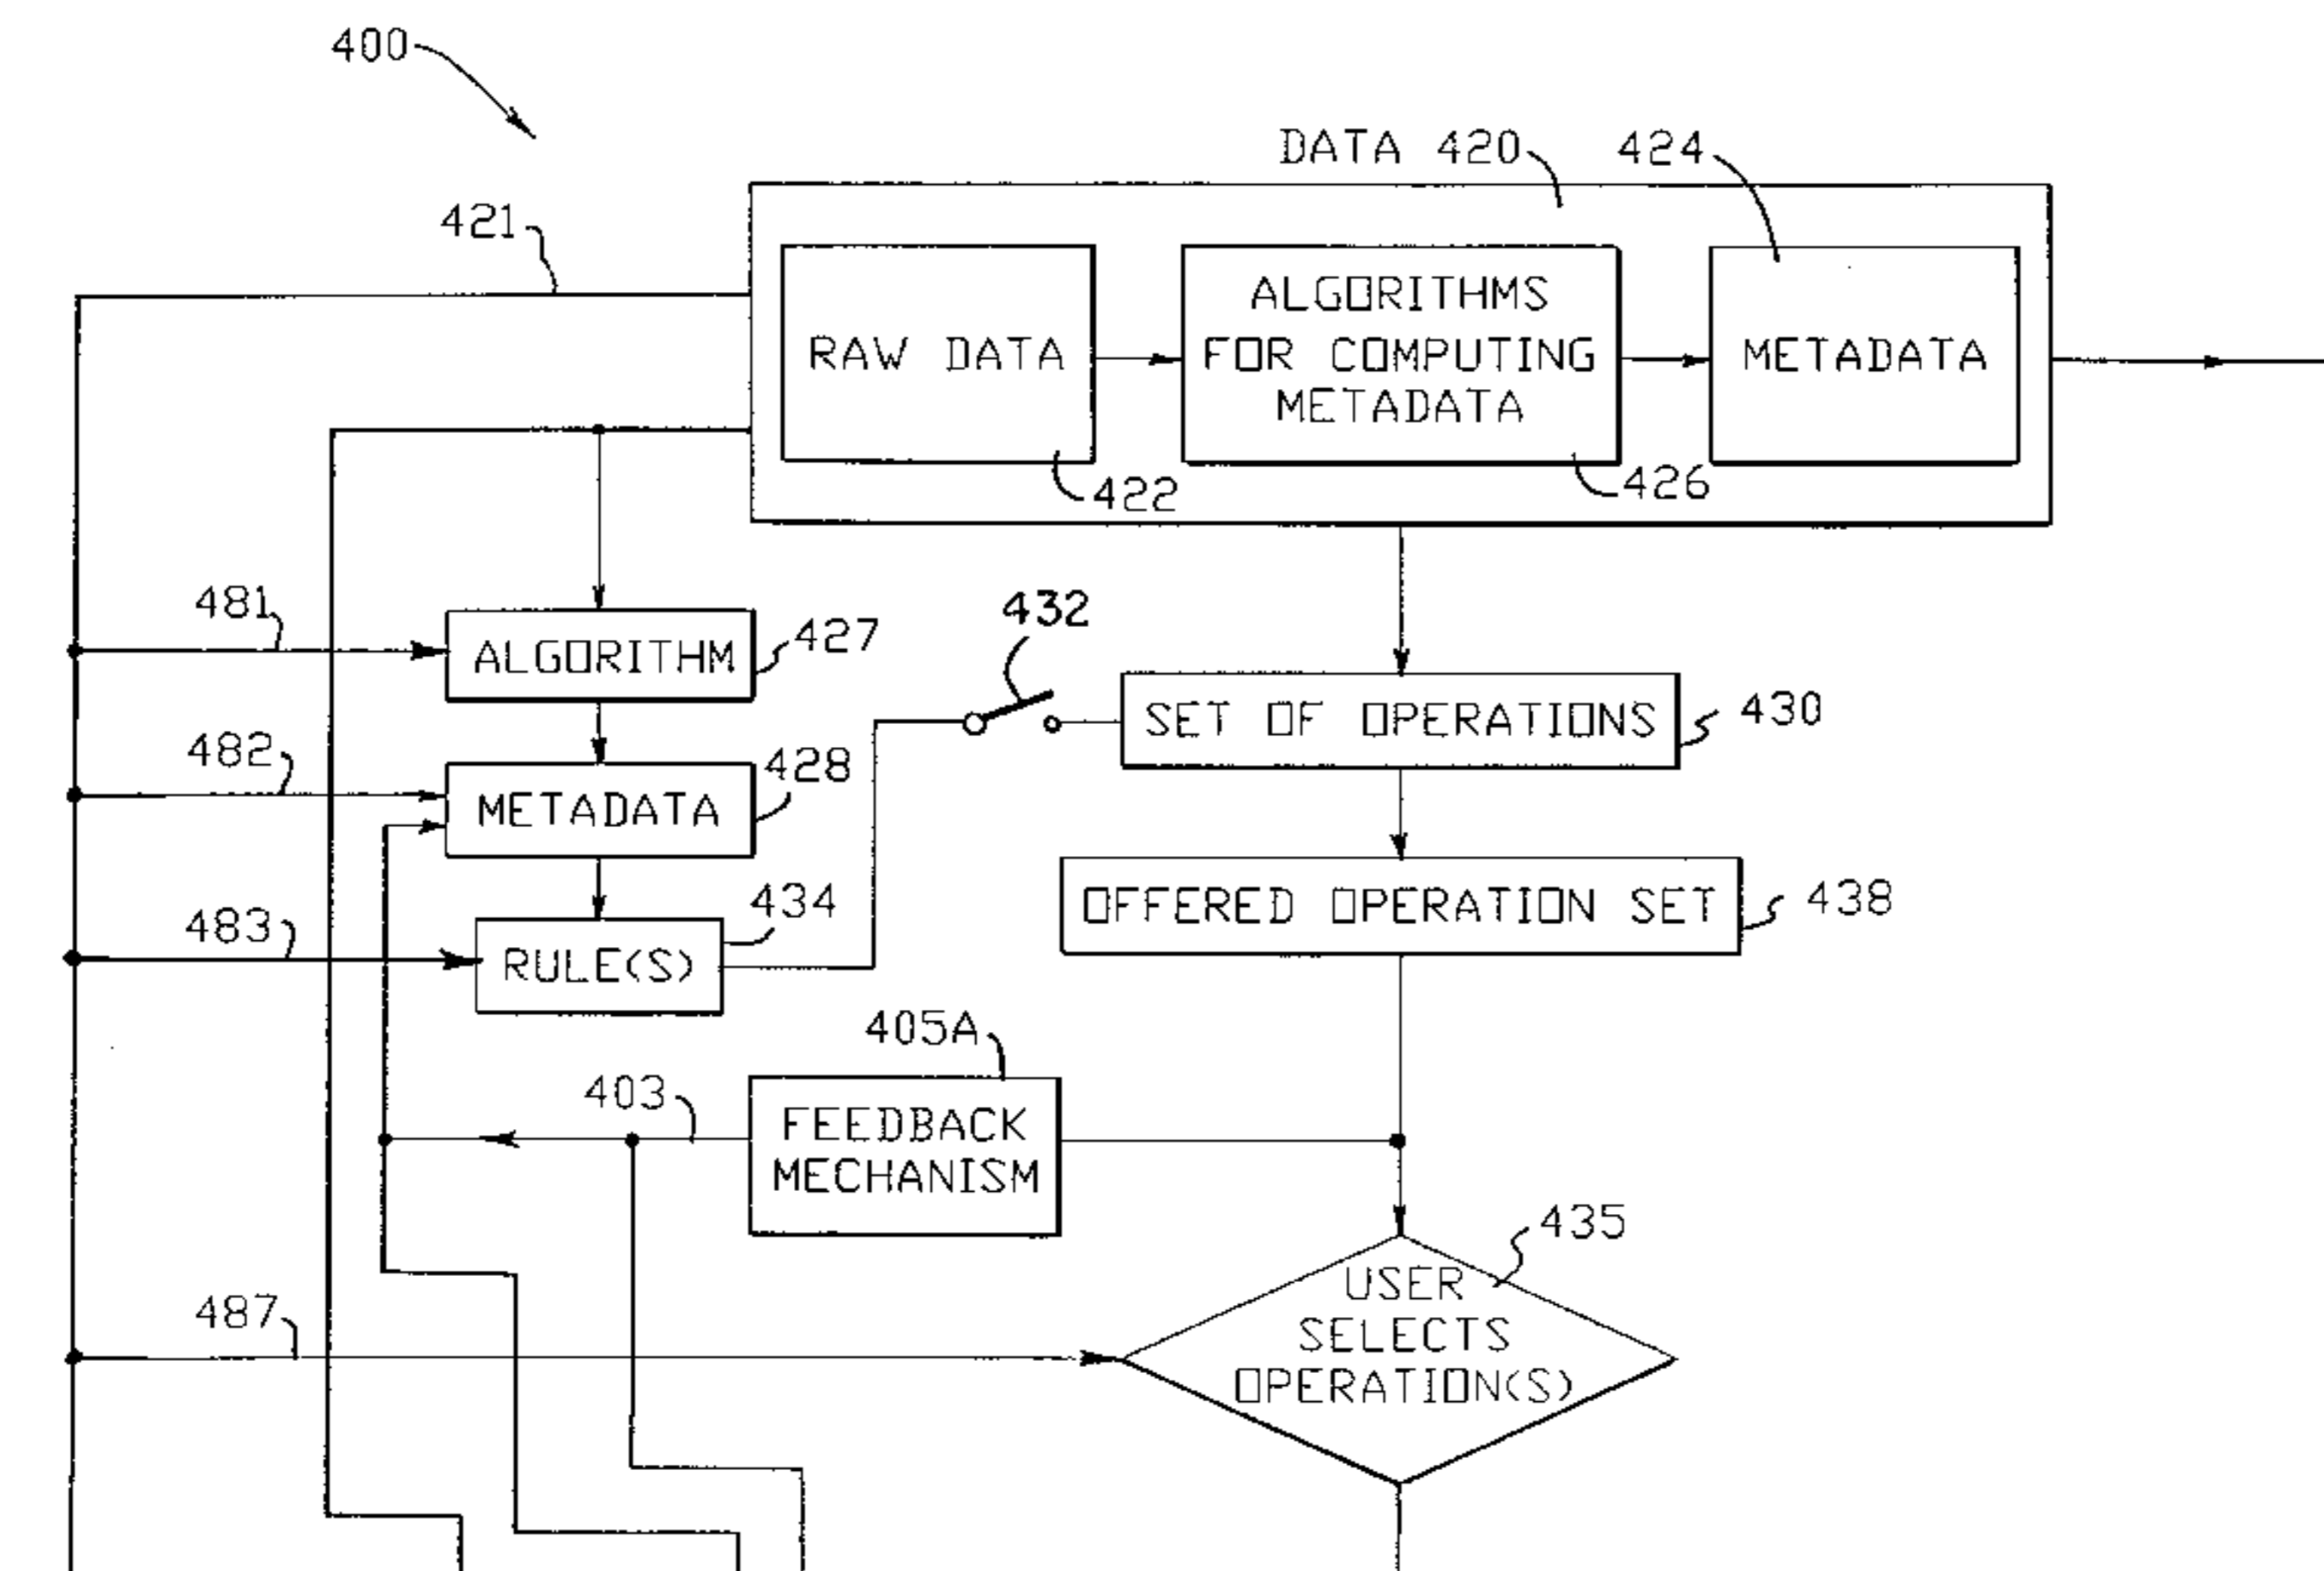 400
DATA 420
424
421
RAW DATA
ALGORITHMS
FOR COMPUTING
METADATA
METADATA
422
426
481
ALGORITHM
427
432
SET OF OPERATIONS
430
482
METADATA
428
OFFERED OPERATION SET
438
483
RULE(S)
434
405A
403
FEEDBACK
MECHANISM
435
USER
SELECTS
OPERATION(S)
487